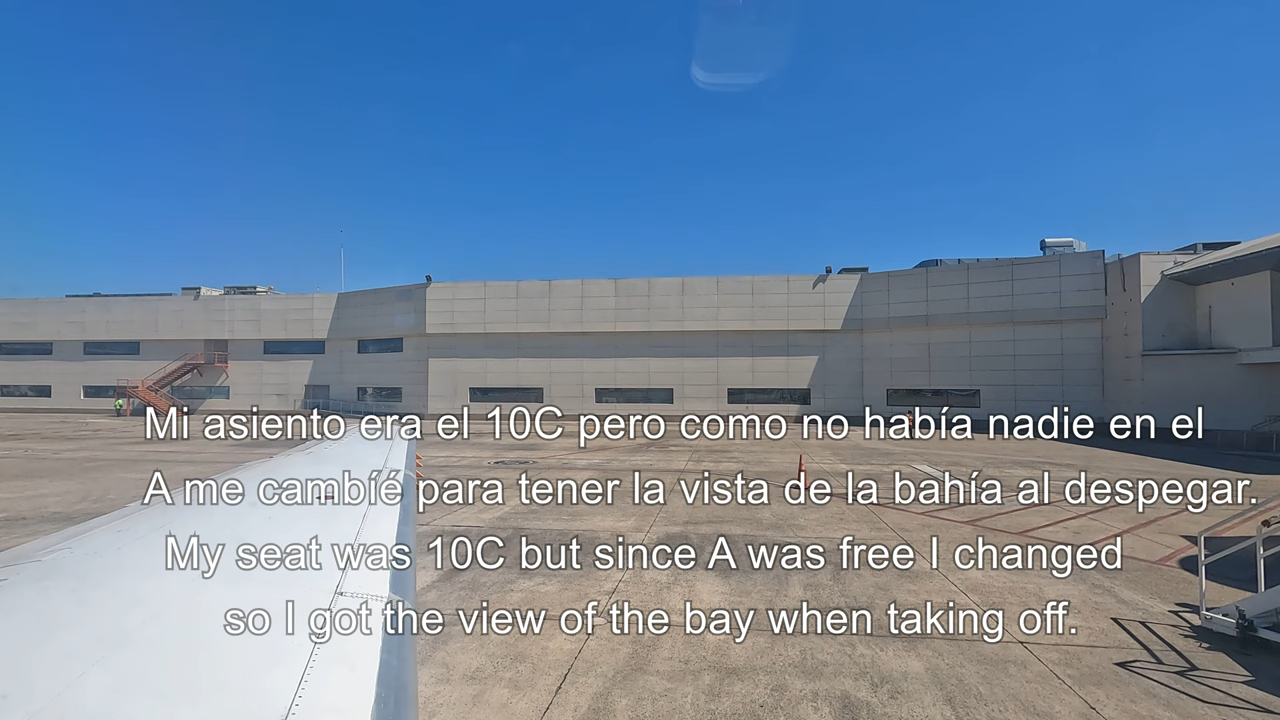 Mi asiento era el 10C pero como no había nadie en el
A me cambíé para tener la vista de la bahía al despegar.
My seat was 10C but since A was free I changed
so I got the view of the bay when taking off.